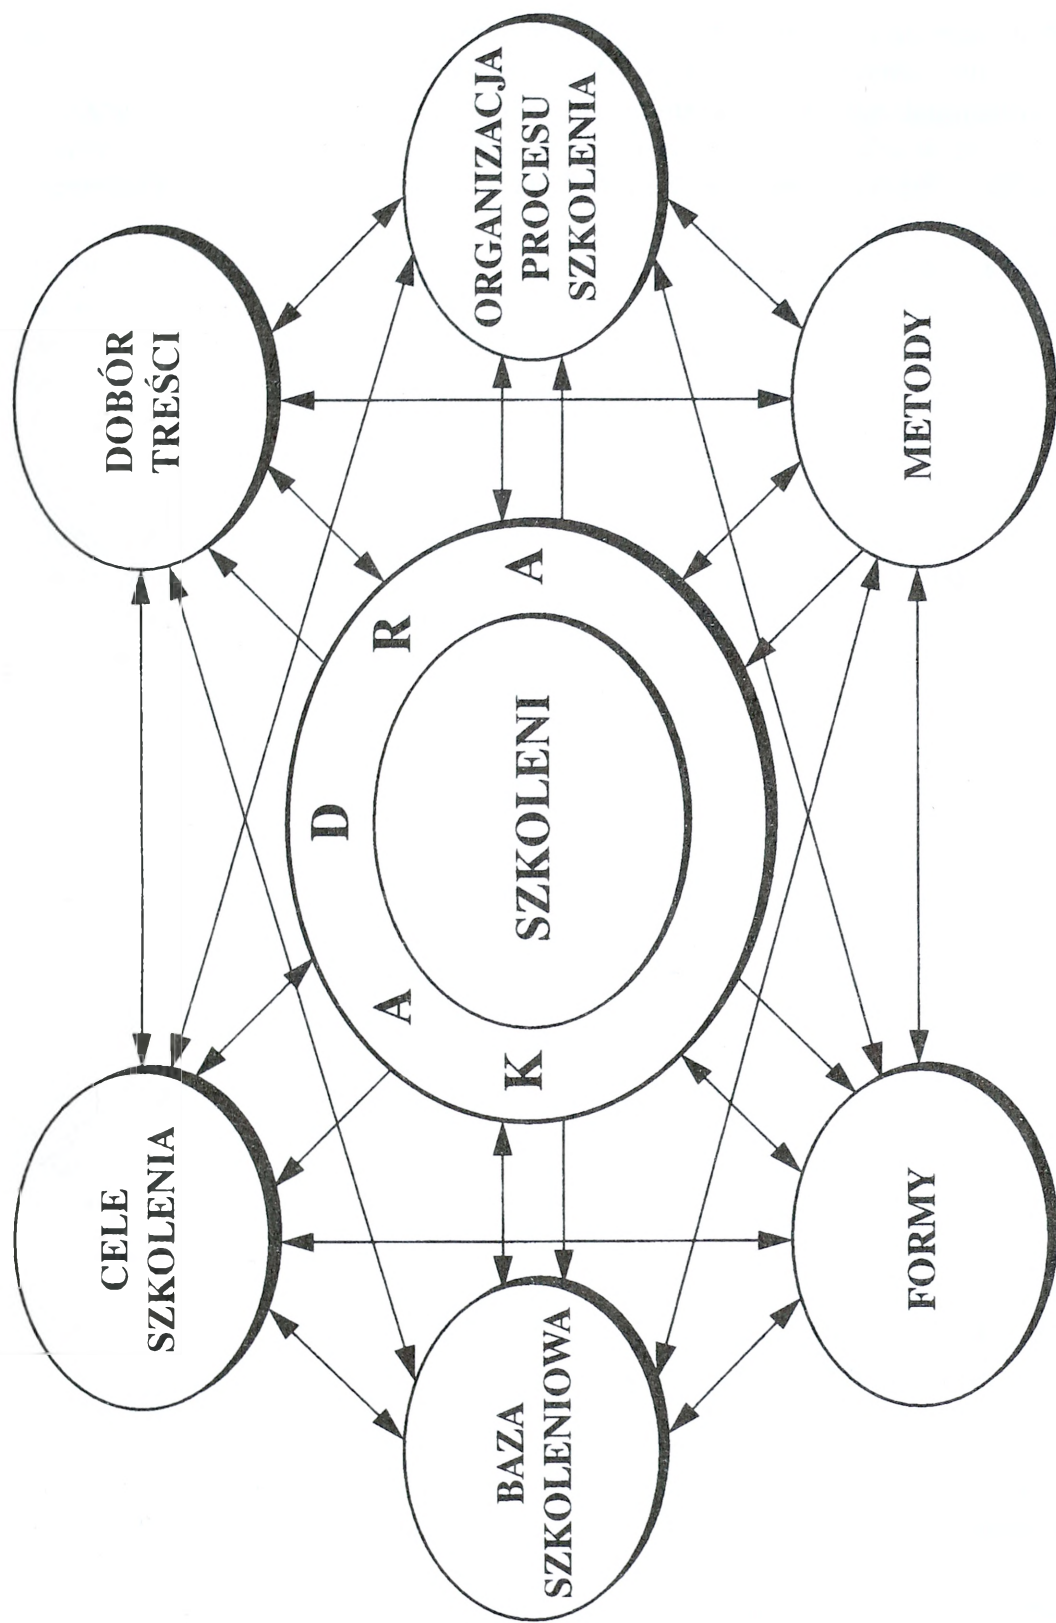 CELE
SZKOLENIA
DOBÓR
TREŚCI
BAZA
SZKOLENIOWA
K A D R A
SZKOLENI
ORGANIZACJA
PROCESU
SZKOLENIA
FORMY
METODY